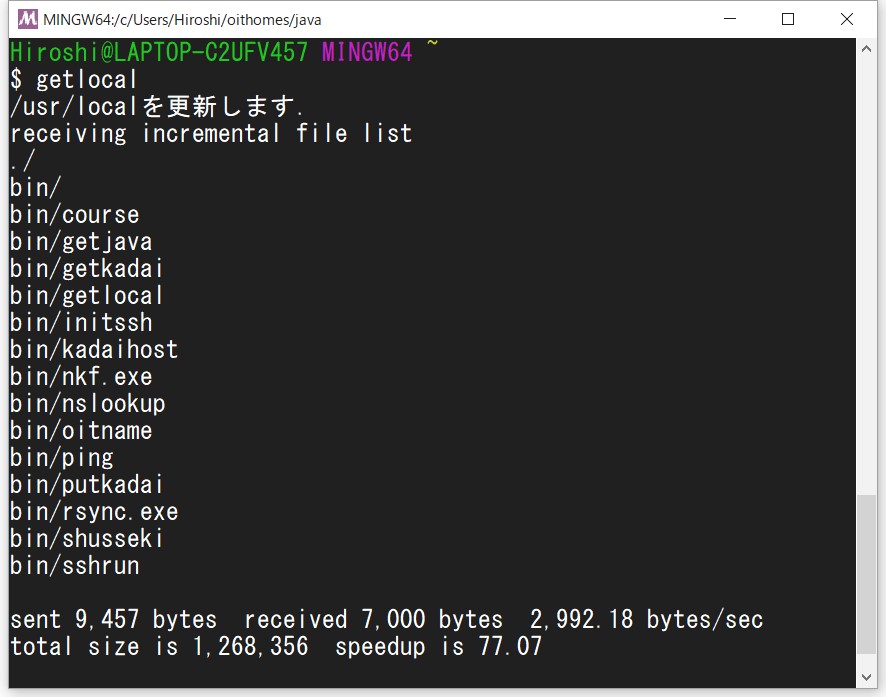 MINGW64:/c/Users/Hiroshi/oithomes/java
Hiroshi@LAPTOP-C2UFV457 MINGW64 ~
$ getlocal
/usr/localを更新します.
receiving incremental file list
./
bin/
bin/course
bin/getjava
bin/getkadai
bin/getlocal
bin/initssh
bin/kadaihost
bin/nkf.exe
bin/nslookup
bin/oitname
bin/ping
bin/putkadai
bin/rsync.exe
bin/shusseki
bin/sshrun
sent 9,457 bytes  received 7,000 bytes  2,992.18 bytes/sec
total size is 1,268,356  speedup is 77.07